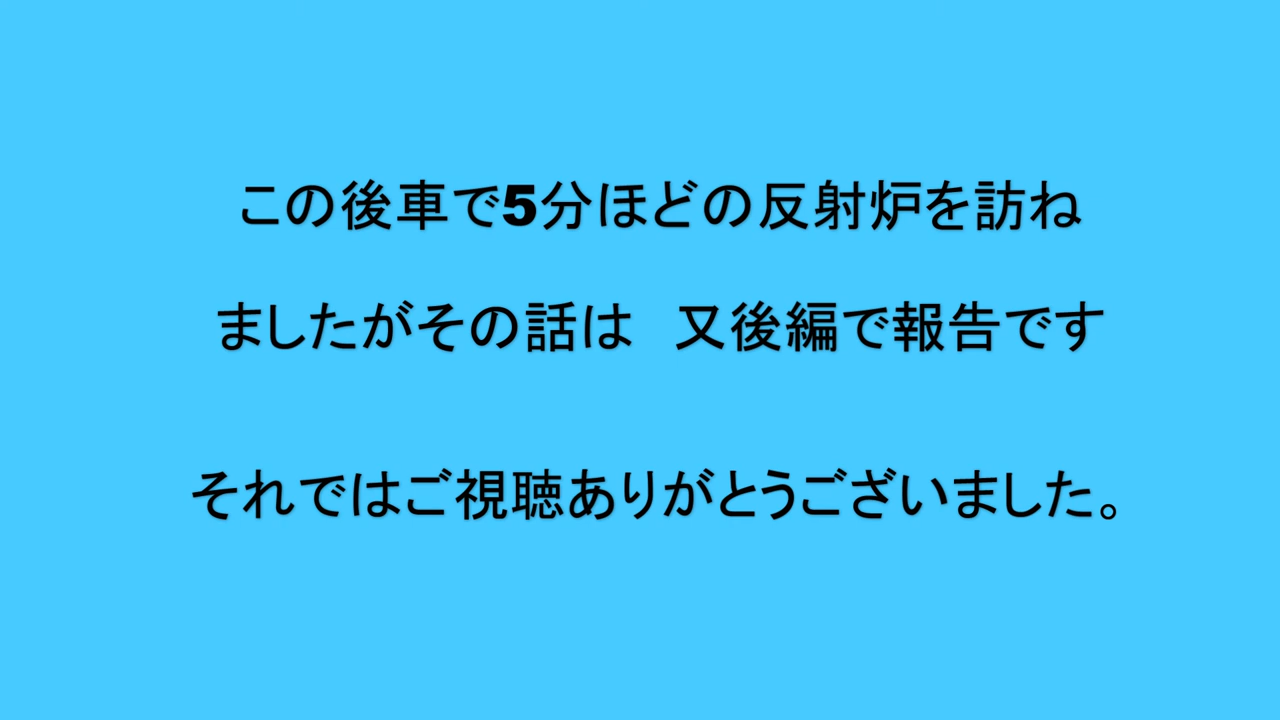 この後車で5分ほどの反射炉を訪ね
ましたがその話は　又後編で報告です
それではご視聴ありがとうございました。